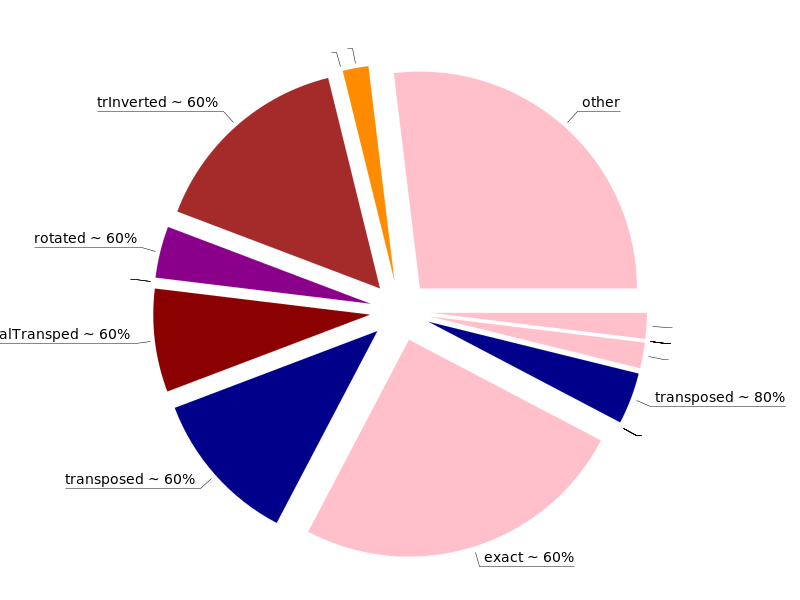 trInverted ~ 60%
other
rotated ~ 60%
alTransped ~ 60%
transposed ~ 80%
transposed ~ 60%
exact ~ 60%